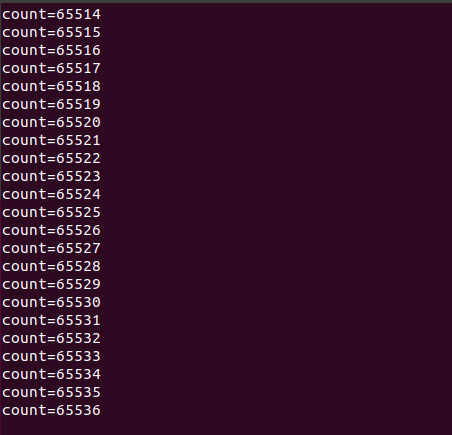 count=65514
count=65515
count=65516
count=65517
count=65518
count=65519
count=65520
count=65521
count=65522
count=65523
count=65524
count=65525
count=65526
count=65527
count=65528
count=65529
count=65530
count=65531
count=65532
count=65533
count=65534
count=65535
count=65536